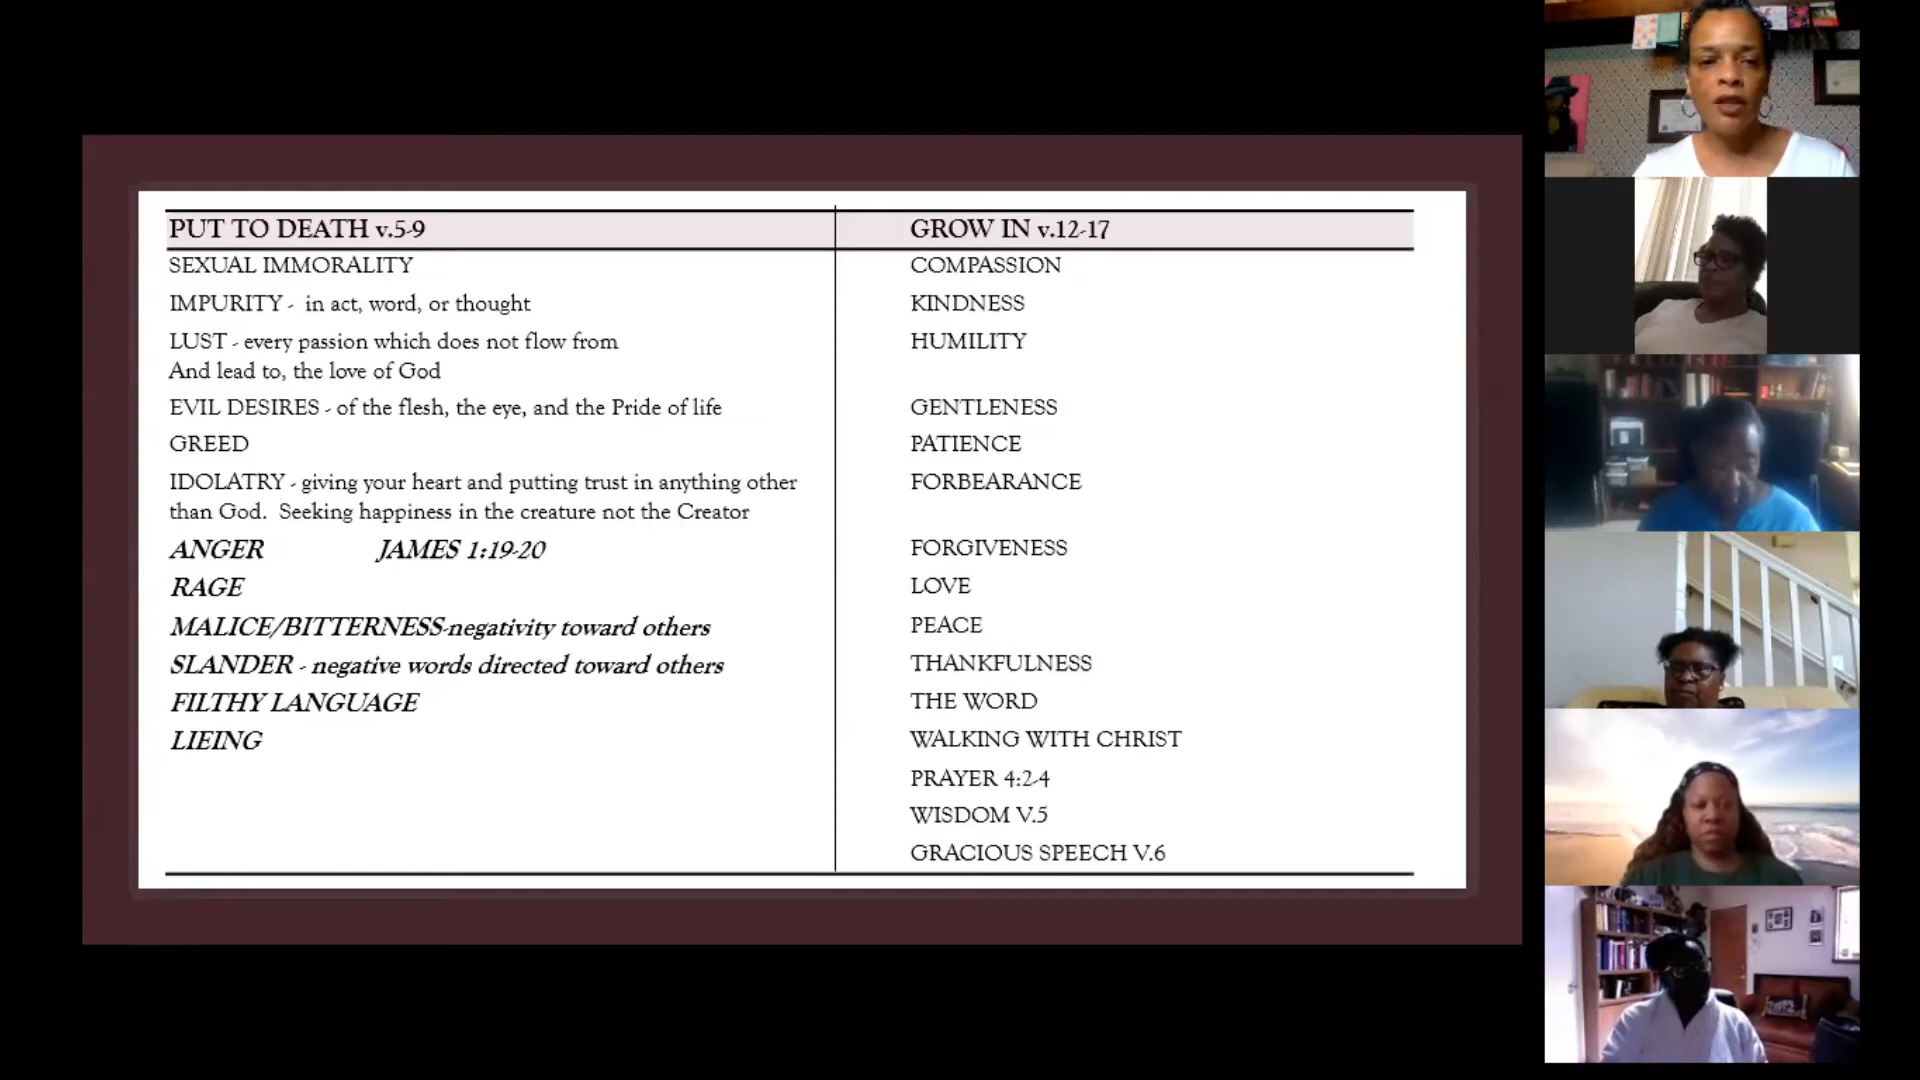 PUT TO DEATH v.5-9
GROW IN v.12-17
SEXUAL IMMORALITY
COMPASSION
IMPURITY - in act, word, or thought
KINDNESS
LUST - every passion which does not flow from
And lead to, the love of God
HUMILITY
EVIL DESIRES - of the flesh, the eye, and the Pride of life
GENTLENESS
GREED
PATIENCE
IDOLATRY - giving your heart and putting trust in anything other
than God. Seeking happiness in the creature not the Creator
FORBEARANCE
ANGER JAMES 1:19-20
FORGIVENESS
RAGE
LOVE
MALICE/BITTERNESS-negativity toward others
PEACE
SLANDER - negative words directed toward others
THANKFULNESS
FILTHY LANGUAGE
THE WORD
LIEING
WALKING WITH CHRIST
PRAYER 4:2-4
WISDOM V.5
GRACIOUS SPEECH V.6